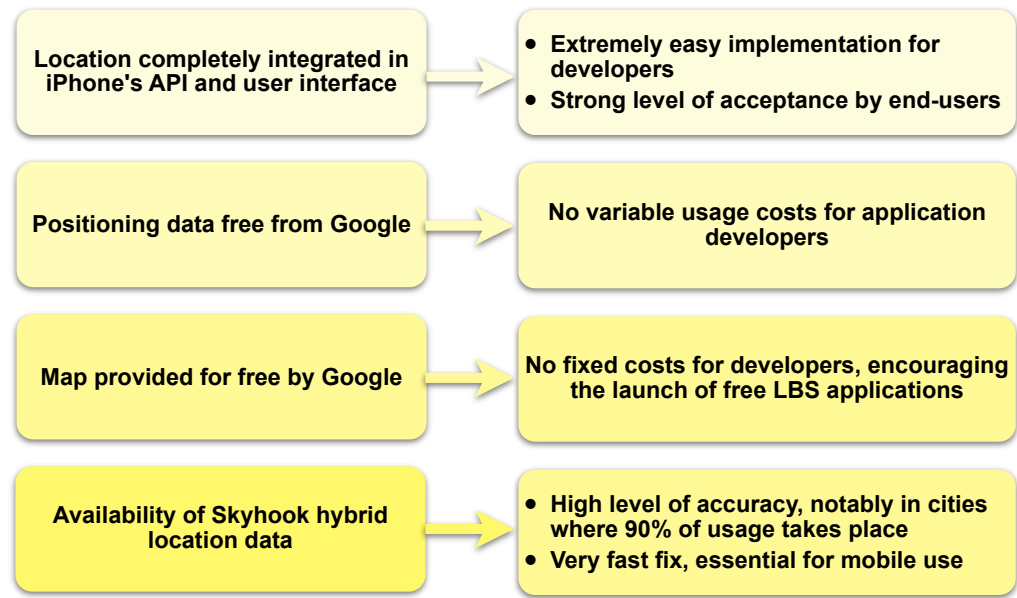 Location completely integrated in
iPhone's API and user interface
• Extremely easy implementation for
developers
• Strong level of acceptance by end-users
Positioning data free from Google
No variable usage costs for application
developers
Map provided for free by Google
No fixed costs for developers, encouraging
the launch of free LBS applications
Availability of Skyhook hybrid
location data
• High level of accuracy, notably in cities
where 90% of usage takes place
• Very fast fix, essential for mobile use